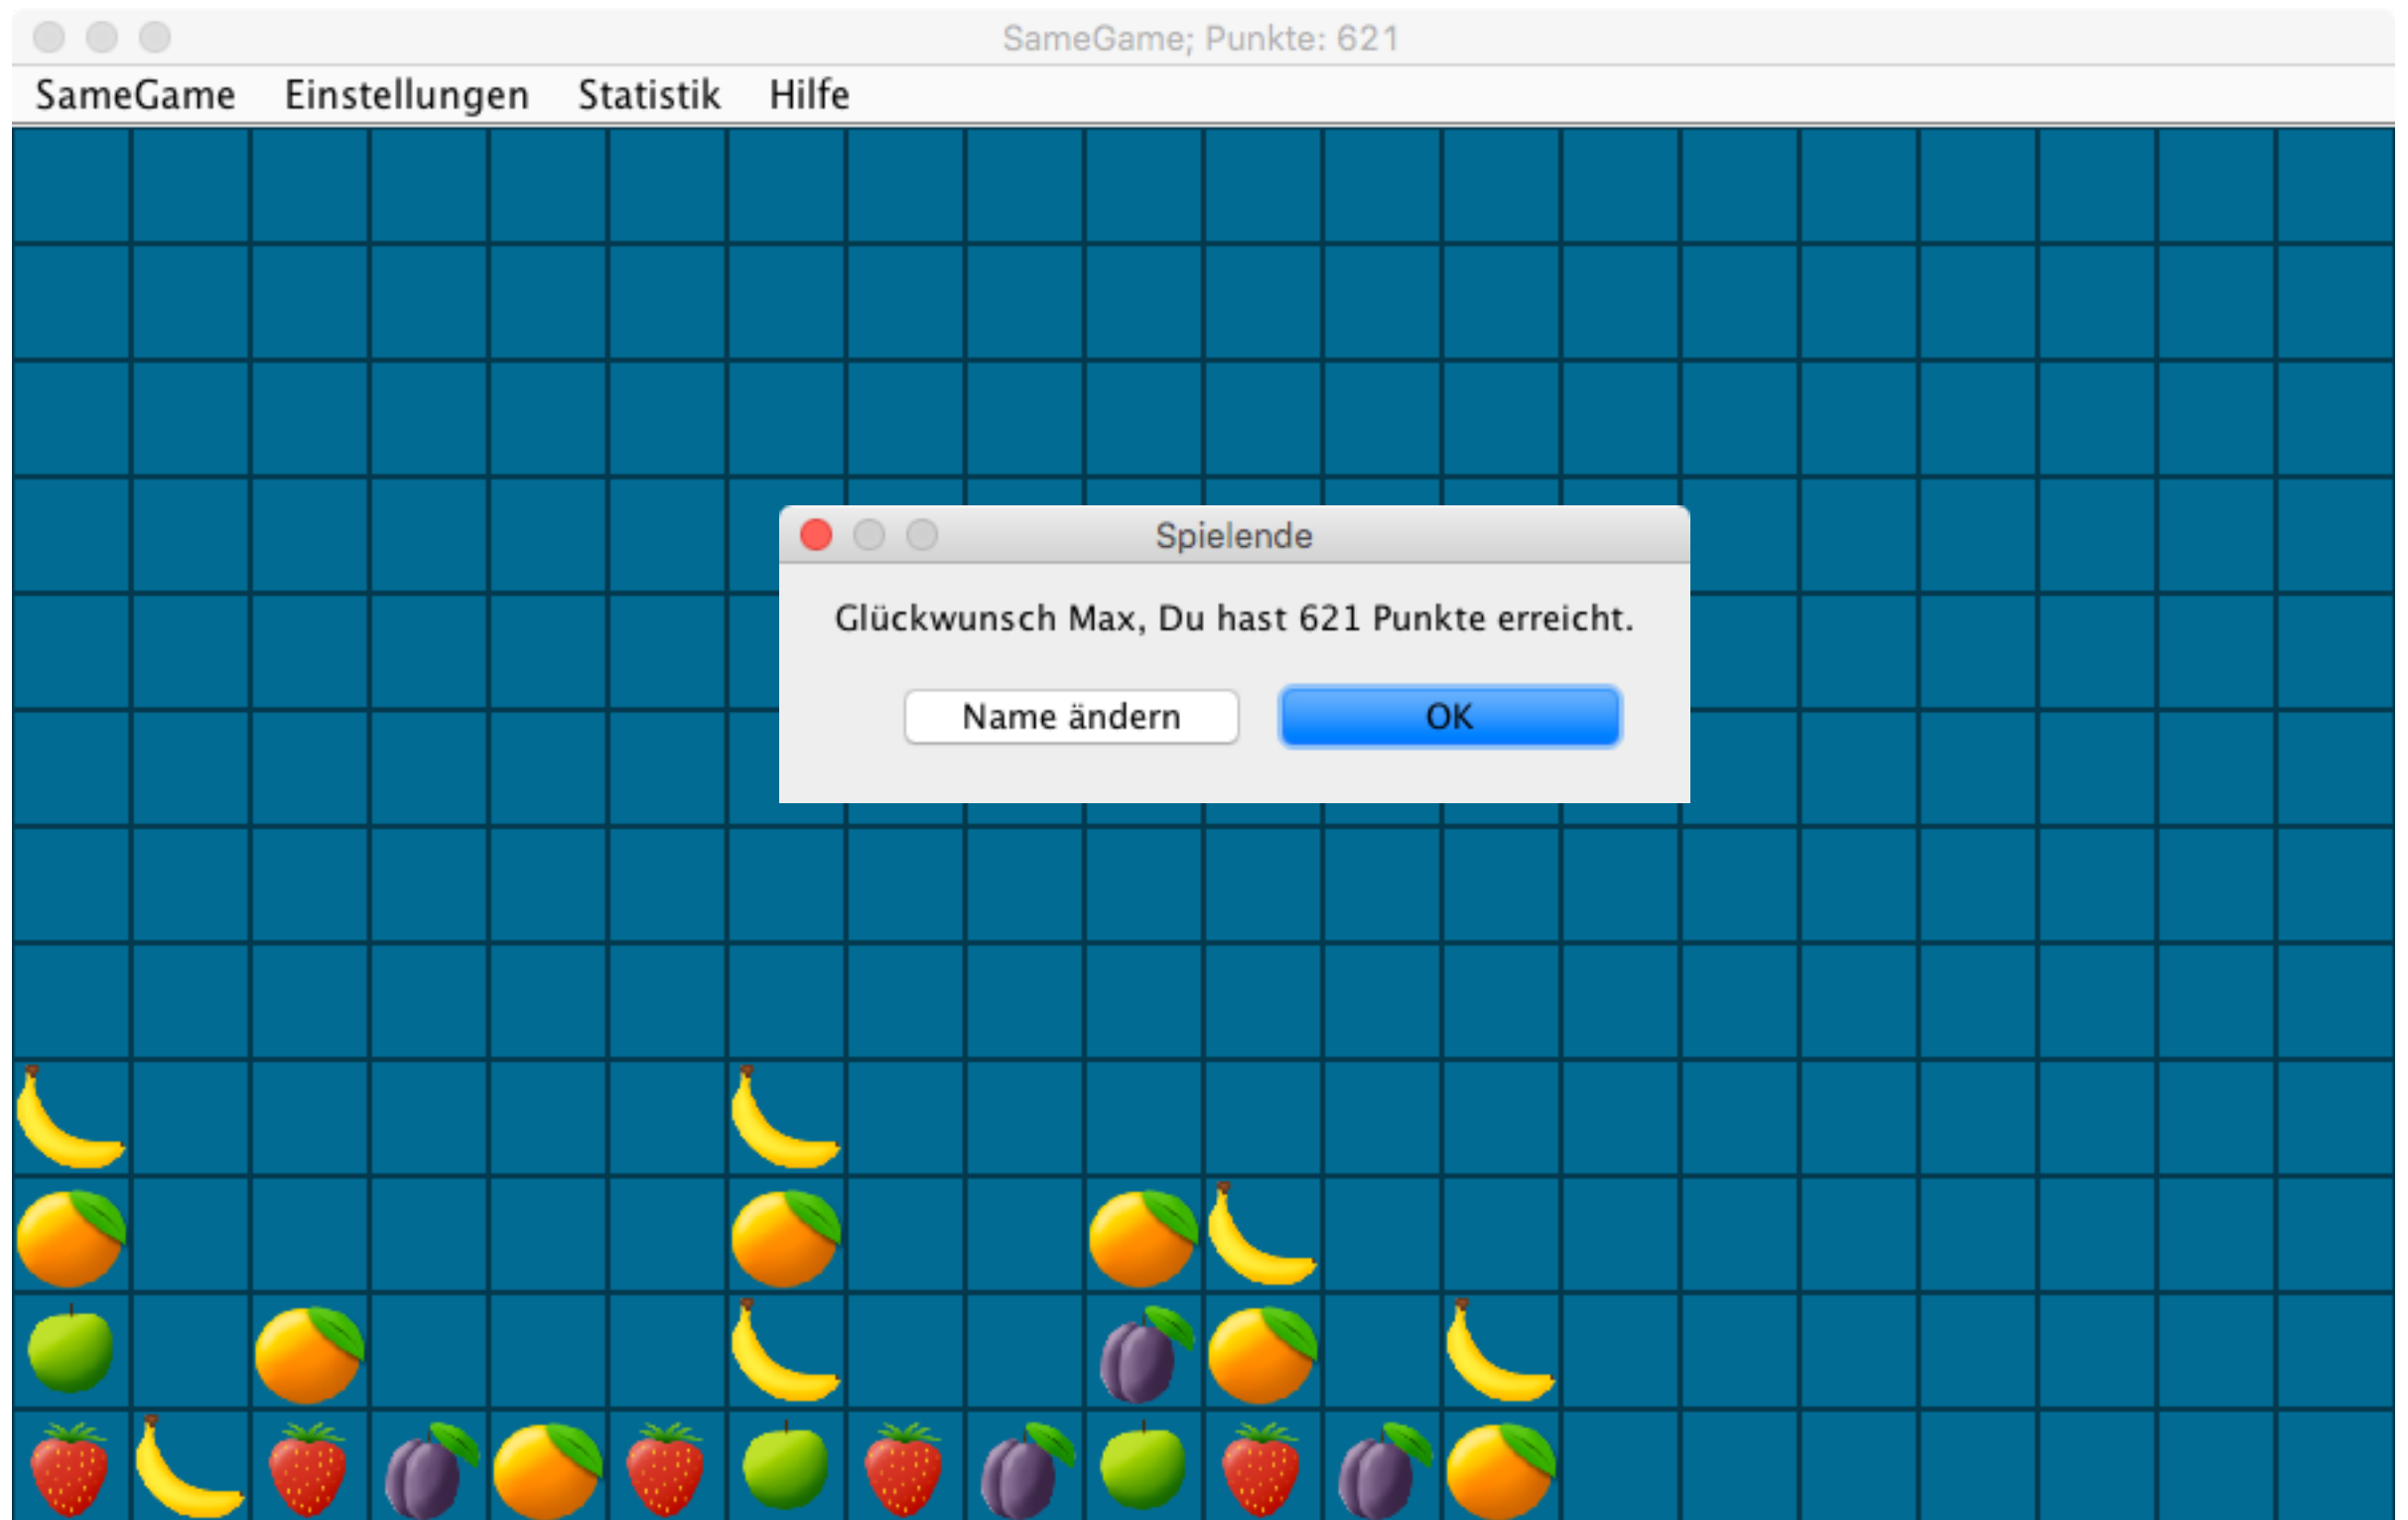 SameGame; Punkte: 621
SameGame Einstellungen Statistik Hilfe
Spielende
Glückwunsch Max, Du hast 621 Punkte erreicht.
Name ändern OK